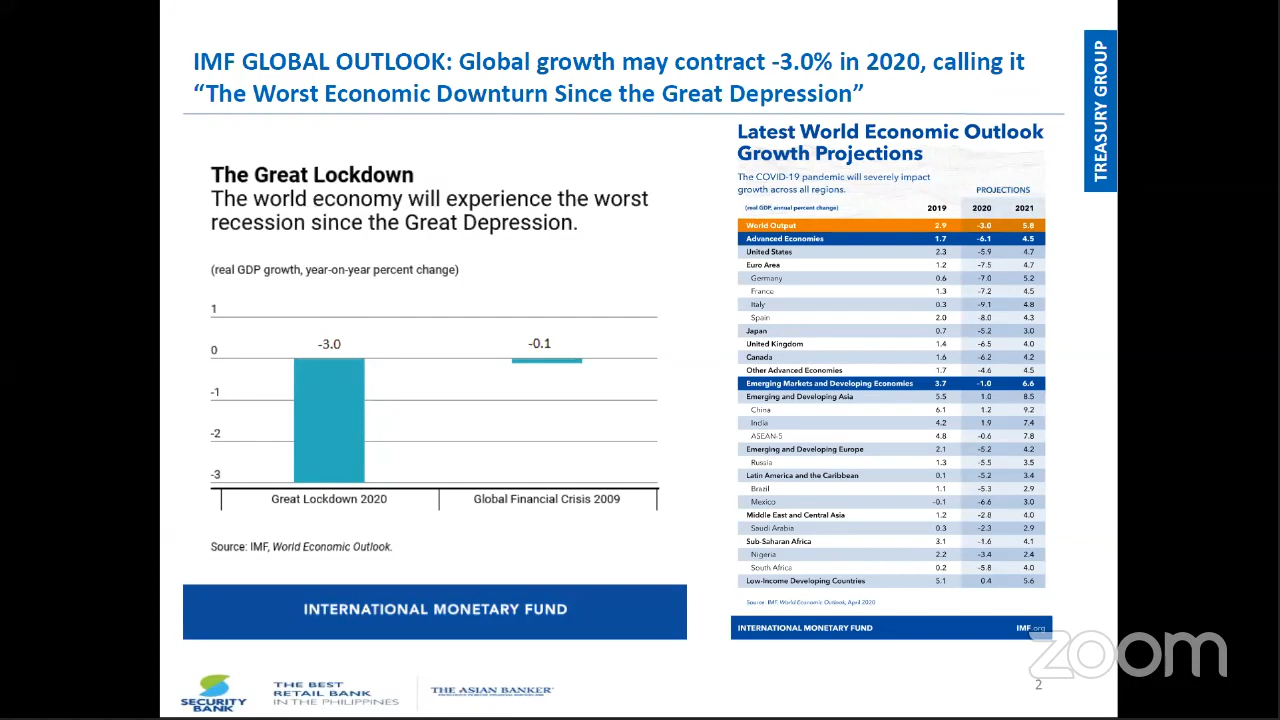 IMF GLOBAL OUTLOOK: Global growth may contract -3.0% in 2020, calling it
“The Worst Economic Downturn Since the Great Depression”
TREASURY GROUP
The Great Lockdown
The world economy will experience the worst
recession since the Great Depression.
(real GDP growth, year-on-year percent change)
1
0
-1
-2
-3
-3.0
-0.1
Great Lockdown 2020
Global Financial Crisis 2009
Source: IMF, World Economic Outlook.
INTERNATIONAL MONETARY FUND
Latest World Economic Outlook
Growth Projections
The COVID-19 pandemic will severely impact
growth across all regions.
PROJECTIONS
(real GDP, annual percent change) 2019 2020 2021
World Output 2.9 -3.0 5.8
Advanced Economies 1.7 -6.1 4.5
United States 2.3 -5.9 4.7
Euro Area 1.2 -7.5 4.7
Germany 0.6 -7.0 5.2
France 1.3 -7.2 4.5
Italy 0.3 -9.1 4.8
Spain 2.0 -8.0 4.3
Japan 0.7 -5.2 3.0
United Kingdom 1.4 -6.5 4.0
Canada 1.6 -6.2 4.2
Other Advanced Economies 1.7 -4.6 4.5
Emerging Markets and Developing Economies 3.7 -1.0 6.6
Emerging and Developing Asia 5.5 1.0 8.5
China 6.1 1.2 9.2
India 4.2 1.9 7.4
ASEAN-5 4.8 -0.6 7.8
Emerging and Developing Europe 2.1 -5.2 4.2
Russia 1.3 -5.5 3.5
Latin America and the Caribbean 0.1 -5.2 3.4
Brazil 1.1 -5.3 2.9
Mexico -0.1 -6.6 3.0
Middle East and Central Asia 1.2 -2.8 4.0
Saudi Arabia 0.3 -2.3 2.9
Sub-Saharan Africa 3.1 -1.6 4.1
Nigeria 2.2 -3.4 2.4
South Africa 0.2 -5.8 4.0
Low-Income Developing Countries 5.1 0.4 5.6
Source: IMF, World Economic Outlook, April 2020
INTERNATIONAL MONETARY FUND
IMF.org
zoom
SECURITY
BANK
THE BEST
RETAIL BANK
IN THE PHILIPPINES
THE ASIAN BANKER
2